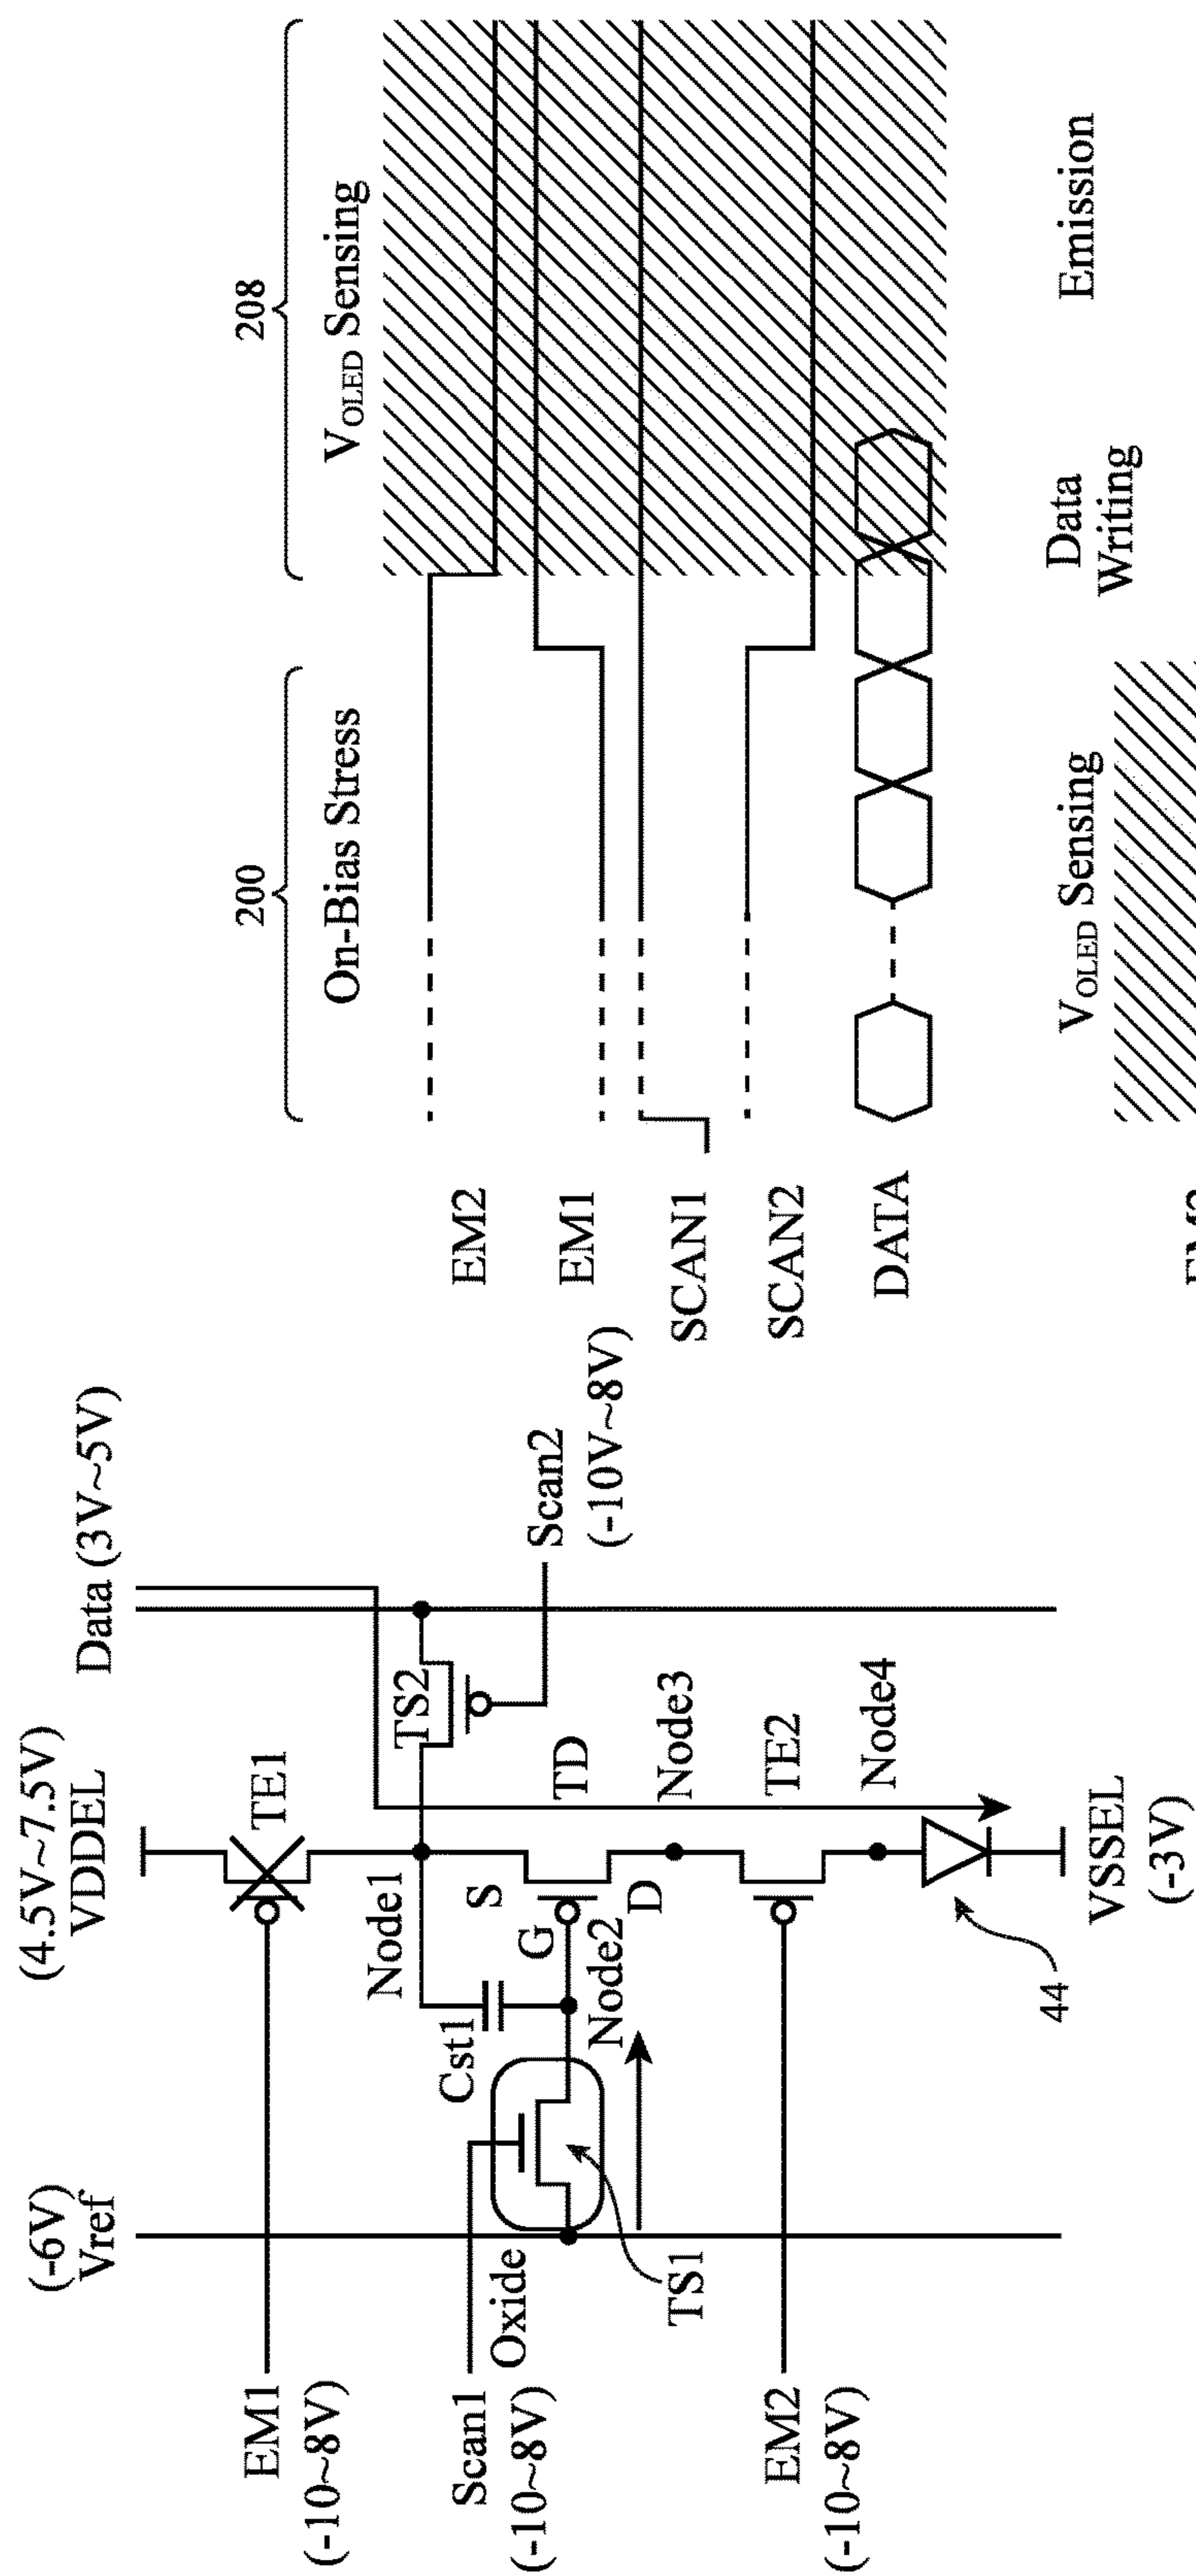 (-6V)
Vref
(4.5V~7.5V)
VDDEL
Data (3V~5V)
EM1
(-10~8V)
TE1
Node1
TS2
Scan2
(-10V~8V)
Scan1
(-10~8V)
Oxide
Cst1
S
G
D
TD
Node2
Node3
TS1
EM2
(-10~8V)
TE2
Node4
44
VSSEL
(-3V)
200
208
On-Bias Stress
VOLED Sensing
EM2
EM1
SCAN1
SCAN2
DATA
VOLED Sensing
Data
Writing
Emission